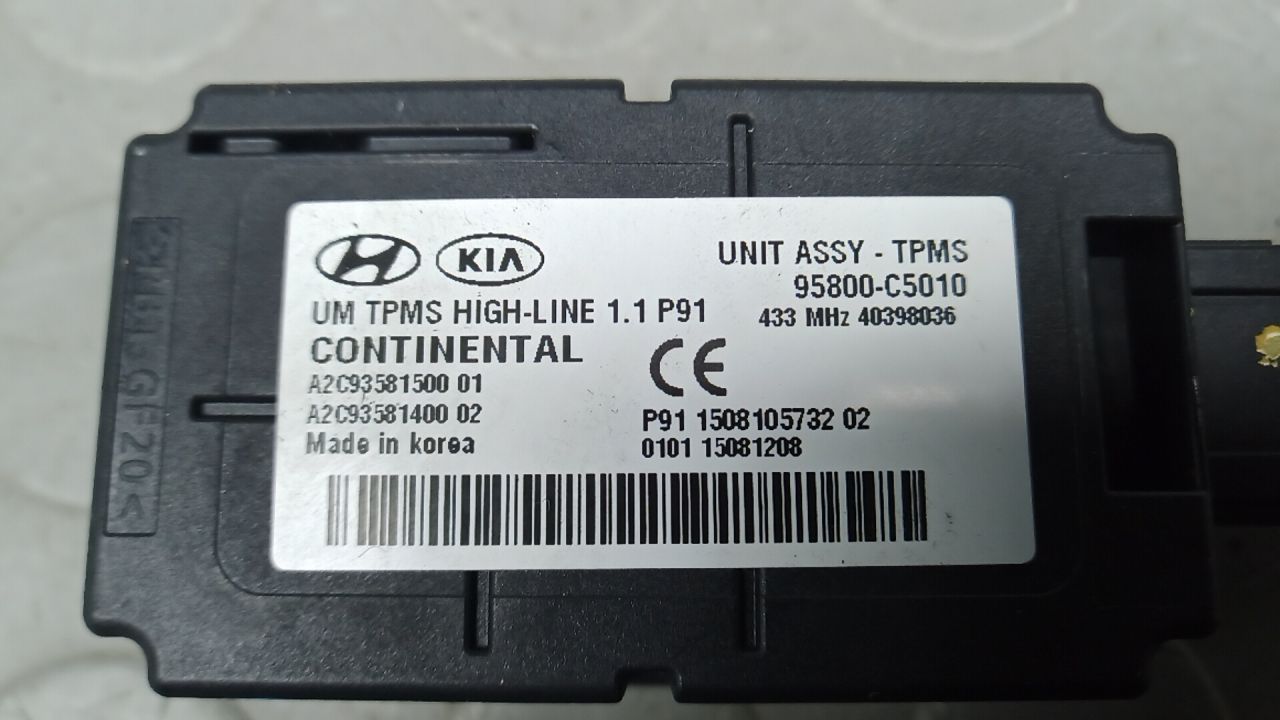 KIA
UNIT ASSY - TPMS
95800-C5010
UM TPMS HIGH-LINE 1.1 P91
433 MHz 40398036
CONTINENTAL
CE
A2C93581500 01
A2C93581400 02
P91 1508105732 02
Made in korea
0101 15081208
GF20<